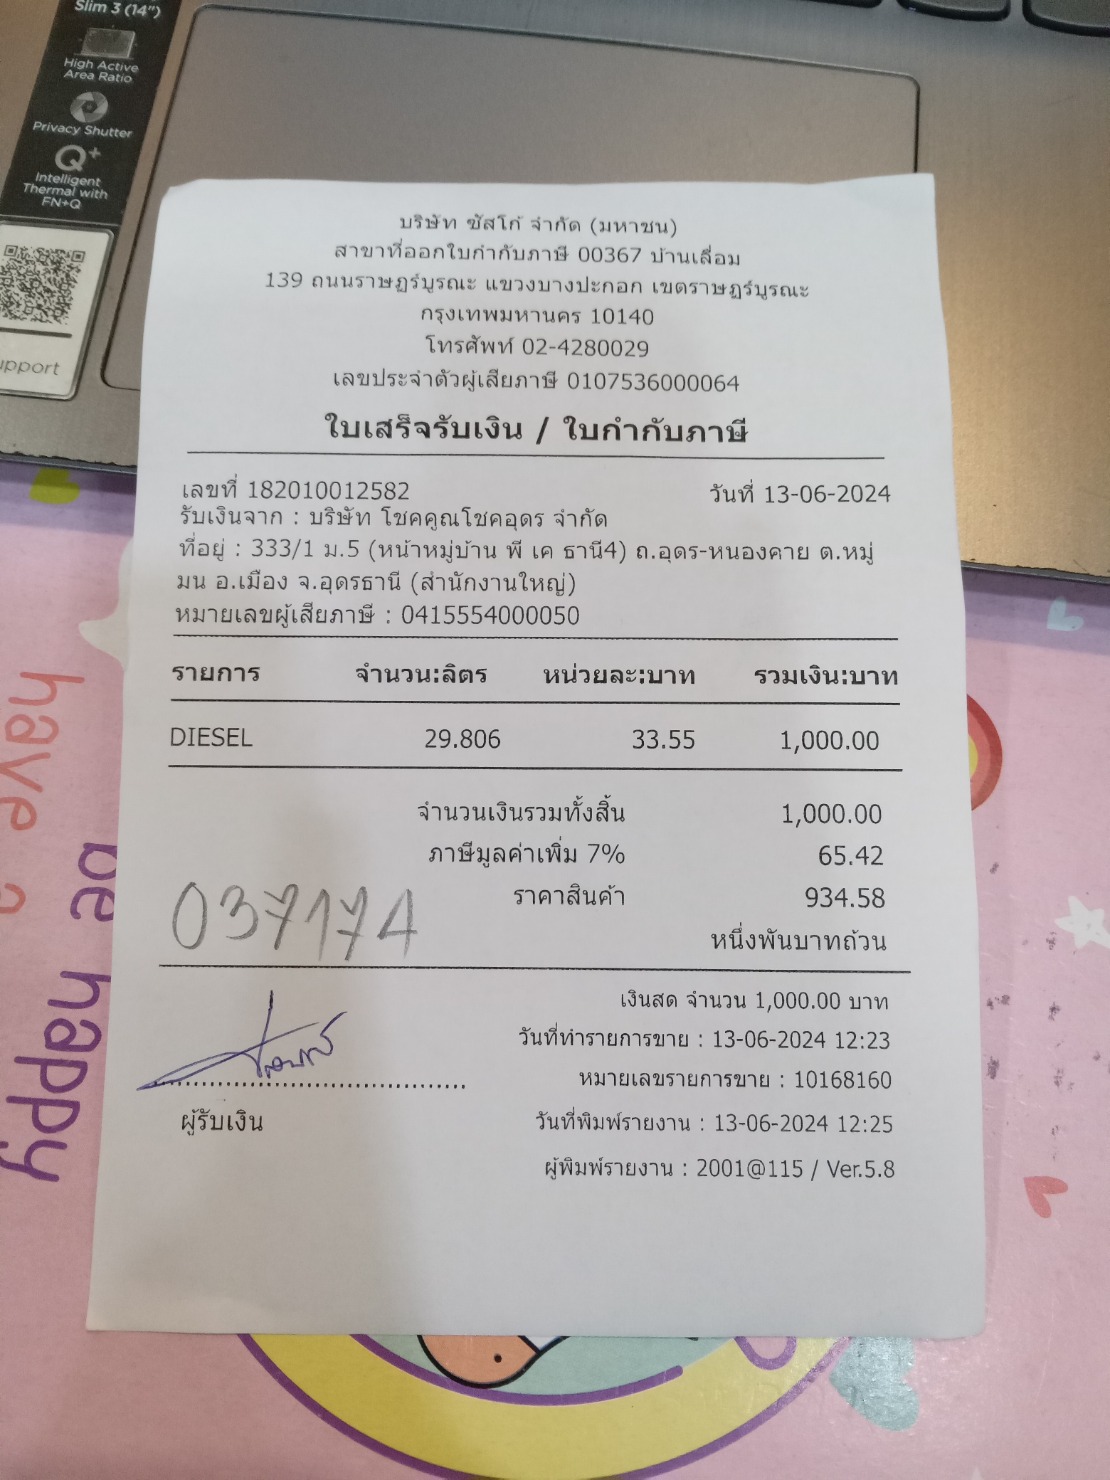 Slim 3 (14")
High Active
Area Ratio
Privacy Shutter
Q+
Intelligent
Thermal with
FN+Q
upport
บริษัท ซัสโก้ จำกัด (มหาชน)
สาขาที่ออกใบกำกับภาษี 00367 บ้านเลื่อม
139 ถนนราษฎร์บูรณะ แขวงบางปะกอก เขตราษฎร์บูรณะ
กรุงเทพมหานคร 10140
โทรศัพท์ 02-4280029
เลขประจำตัวผู้เสียภาษี 0107536000064
ใบเสร็จรับเงิน / ใบกำกับภาษี
เลขที่ 182010012582 วันที่ 13-06-2024
รับเงินจาก : บริษัท โชคคูณโชคอุดร จำกัด
ที่อยู่ : 333/1 ม.5 (หน้าหมู่บ้าน พี เค ธานี4) ถ.อุดร-หนองคาย ต.หมู
มน อ.เมือง จ.อุดรธานี (สำนักงานใหญ่)
หมายเลขผู้เสียภาษี : 0415554000050
รายการ จำนวน:ลิตร หน่วยละ:บาท รวมเงิน:บาท
DIESEL 29.806 33.55 1,000.00
จำนวนเงินรวมทั้งสิ้น 1,000.00
ภาษีมูลค่าเพิ่ม 7% 65.42
ราคาสินค้า 934.58
037174
หนึ่งพันบาทถ้วน
เงินสด จำนวน 1,000.00 บาท
วันที่ทำรายการขาย : 13-06-2024 12:23
หมายเลขรายการขาย : 10168160
ผู้รับเงิน
วันที่พิมพ์รายงาน : 13-06-2024 12:25
ผู้พิมพ์รายงาน : 2001@115 / Ver.5.8
have a
be happy